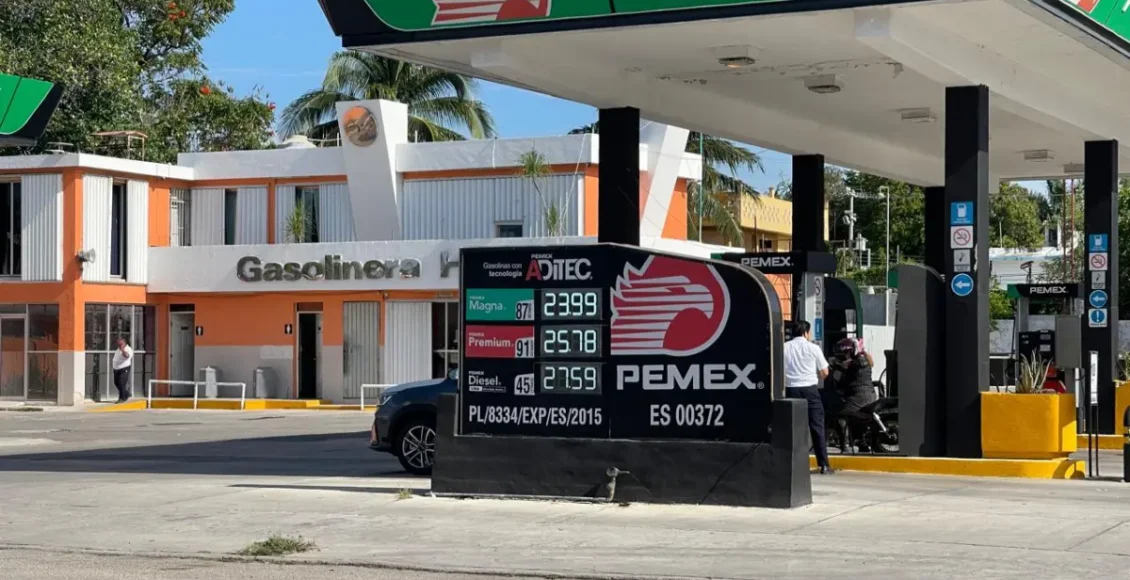 Gasolinera H
Gasolinas con
tecnología
PEMEX
ADiTEC.
PEMEX
Magna. 87 23.99
PEMEX
Premium. 91 25.78
PEMEX
Diesel. 45 27.59
PL/8334/EXP/ES/2015
PEMEX®
ES 00372
PEMEX
PEMEX